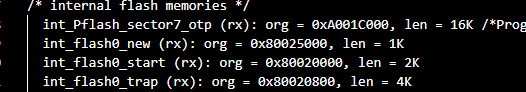 /* internal flash memories */
int_Pflash_sector7_otp (rx): org = 0xA001C000, len = 16K /*Prog
int_flash0_new (rx): org = 0x80025000, len = 1K
int_flash0_start (rx): org = 0x80020000, len = 2K
int_flash0_trap (rx): org = 0x80020800, len = 4K